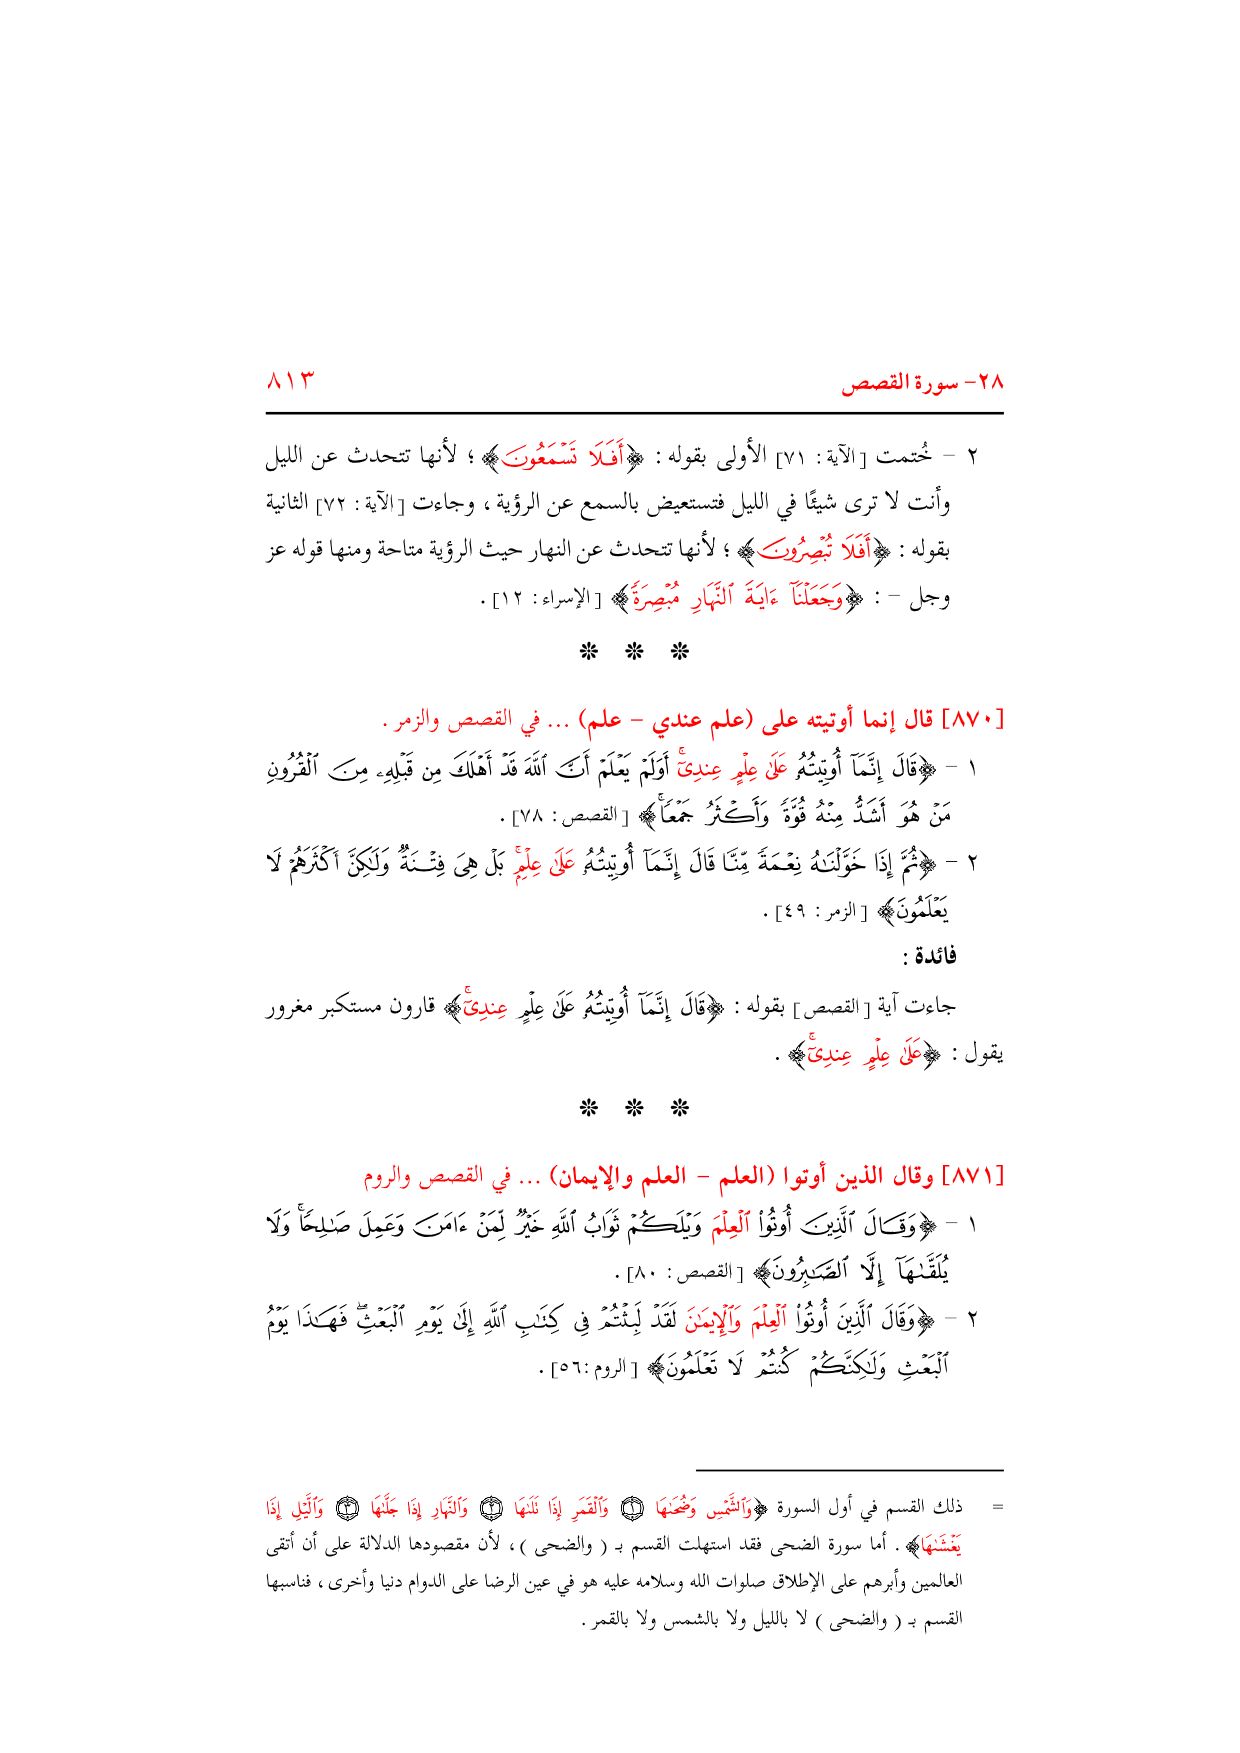 ٢٨- سورة القصص ٨١٣
٢ - خُتمت [الآية : ٧١] الأولى بقوله : ﴿أَفَلَا تَسۡمَعُونَ﴾ ؛ لأنها تتحدث عن الليل
وأنت لا ترى شيئًا في الليل فتستعيض بالسمع عن الرؤية ، وجاءت [الآية : ٧٢] الثانية
بقوله : ﴿أَفَلَا تُبۡصِرُونَ﴾ ؛ لأنها تتحدث عن النهار حيث الرؤية متاحة ومنها قوله عز
وجل - : ﴿وَجَعَلۡنَآ ءَايَةَ ٱلنَّهَارِ مُبۡصِرَةٗ﴾ [الإسراء : ١٢] .
❊ ❊ ❊
[٨٧٠] قال إنما أوتيته على (علم عندي - علم) ... في القصص والزمر .
١ - ﴿قَالَ إِنَّمَآ أُوتِيتُهُۥ عَلَىٰ عِلۡمٍ عِندِيٓۚ أَوَلَمۡ يَعۡلَمۡ أَنَّ ٱللَّهَ قَدۡ أَهۡلَكَ مِن قَبۡلِهِۦ مِنَ ٱلۡقُرُونِ
مَنۡ هُوَ أَشَدُّ مِنۡهُ قُوَّةٗ وَأَكۡثَرُ جَمۡعٗاۚ﴾ [القصص : ٧٨] .
٢ - ﴿ثُمَّ إِذَا خَوَّلۡنَٰهُ نِعۡمَةٗ مِّنَّا قَالَ إِنَّمَآ أُوتِيتُهُۥ عَلَىٰ عِلۡمِۭۚ بَلۡ هِيَ فِتۡنَةٞ وَلَٰكِنَّ أَكۡثَرَهُمۡ لَا
يَعۡلَمُونَ﴾ [الزمر : ٤٩] .
فائدة :
جاءت آية [القصص] بقوله : ﴿قَالَ إِنَّمَآ أُوتِيتُهُۥ عَلَىٰ عِلۡمٍ عِندِيٓۚ﴾ قارون مستكبر مغرور
يقول : ﴿عَلَىٰ عِلۡمٍ عِندِيٓۚ﴾ .
❊ ❊ ❊
[٨٧١] وقال الذين أوتوا (العلم - العلم والإيمان) ... في القصص والروم
١ - ﴿وَقَالَ ٱلَّذِينَ أُوتُواْ ٱلۡعِلۡمَ وَيۡلَكُمۡ ثَوَابُ ٱللَّهِ خَيۡرٞ لِّمَنۡ ءَامَنَ وَعَمِلَ صَٰلِحٗاۚ وَلَا
يُلَقَّىٰهَآ إِلَّا ٱلصَّٰبِرُونَ﴾ [القصص : ٨٠] .
٢ - ﴿وَقَالَ ٱلَّذِينَ أُوتُواْ ٱلۡعِلۡمَ وَٱلۡإِيمَٰنَ لَقَدۡ لَبِثۡتُمۡ فِي كِتَٰبِ ٱللَّهِ إِلَىٰ يَوۡمِ ٱلۡبَعۡثِۖ فَهَٰذَا يَوۡمُ
ٱلۡبَعۡثِ وَلَٰكِنَّكُمۡ كُنتُمۡ لَا تَعۡلَمُونَ﴾ [الروم :٥٦] .
= ذلك القسم في أول السورة ﴿وَٱلشَّمۡسِ وَضُحَىٰهَا ١ وَٱلۡقَمَرِ إِذَا تَلَىٰهَا ٢ وَٱلنَّهَارِ إِذَا جَلَّىٰهَا ٣ وَٱلَّيۡلِ إِذَا
يَغۡشَىٰهَا﴾ . أما سورة الضحى فقد استهلت القسم بـ ( والضحى ) ، لأن مقصودها الدلالة على أن أتقى
العالمين وأبرهم على الإطلاق صلوات الله وسلامه عليه هو في عين الرضا على الدوام دنيا وأخرى ، فناسبها
القسم بـ ( والضحى ) لا بالليل ولا بالشمس ولا بالقمر .